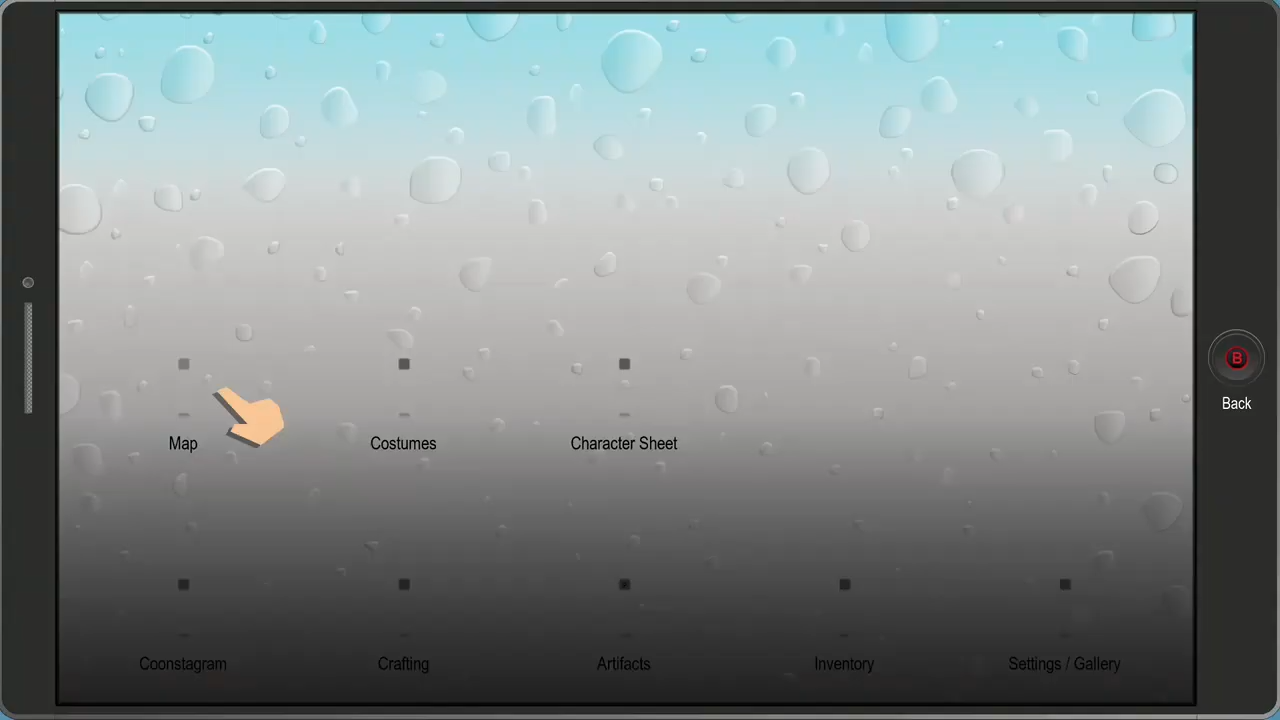 B
Back
Map
Costumes
Character Sheet
Coonstagram
Crafting
Artifacts
Inventory
Settings / Gallery